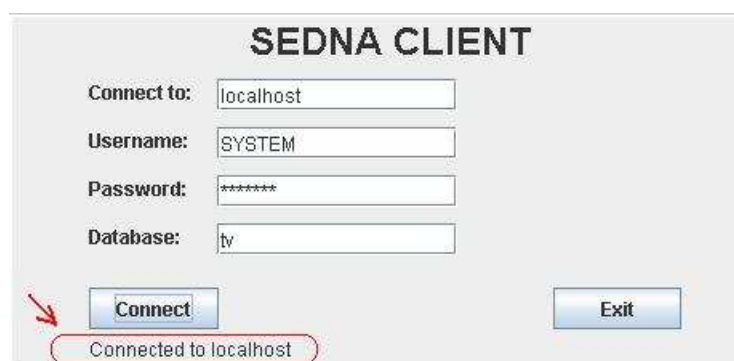 SEDNA CLIENT
Connect to: localhost
Username: SYSTEM
Password: *******
Database: tv
Connect Exit
Connected to localhost